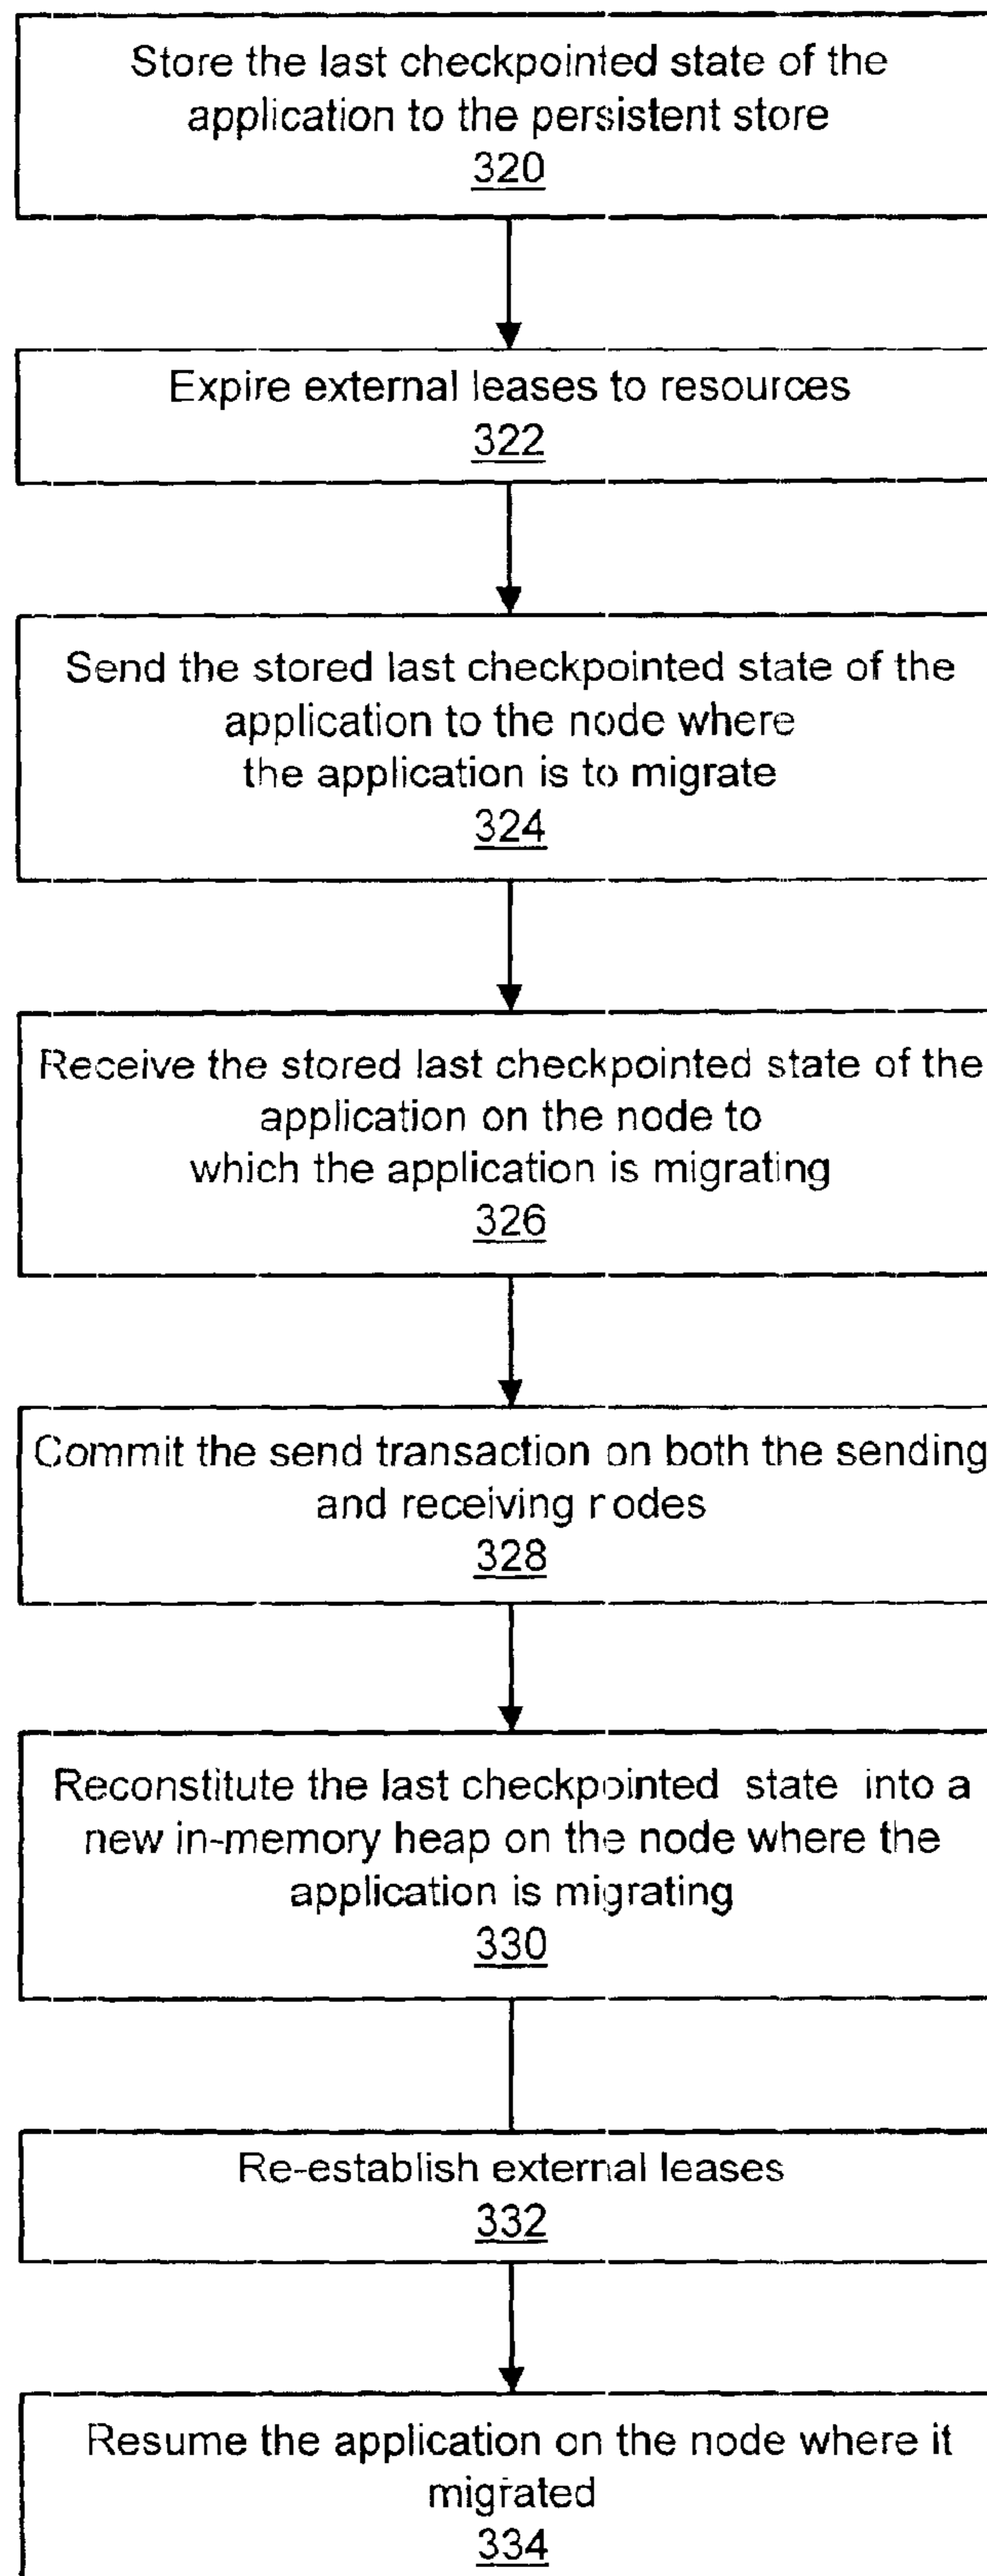 Store the last checkpointed state of the
application to the persistent store
320
Expire external leases to resources
322
Send the stored last checkpointed state of the
application to the node where
the application is to migrate
324
Receive the stored last checkpointed state of the
application on the node to
which the application is migrating
326
Commit the send transaction on both the sending
and receiving nodes
328
Reconstitute the last checkpointed state into a
new in-memory heap on the node where the
application is migrating
330
Re-establish external leases
332
Resume the application on the node where it
migrated
334